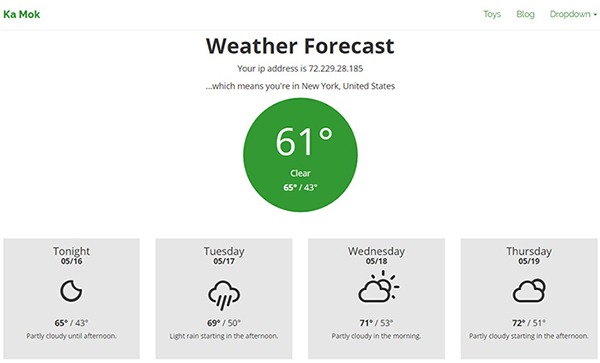 Ka Mok
Toys Blog Dropdown
Weather Forecast
Your ip address is 72.229.28.185
...which means you're in New York, United States
61°
Clear
65° / 43°
Tonight
05/16
65° / 43°
Partly cloudy until afternoon.
Tuesday
05/17
69° / 50°
Light rain starting in the afternoon.
Wednesday
05/18
71° / 53°
Partly cloudy in the morning.
Thursday
05/19
72° / 51°
Partly cloudy starting in the afternoon.